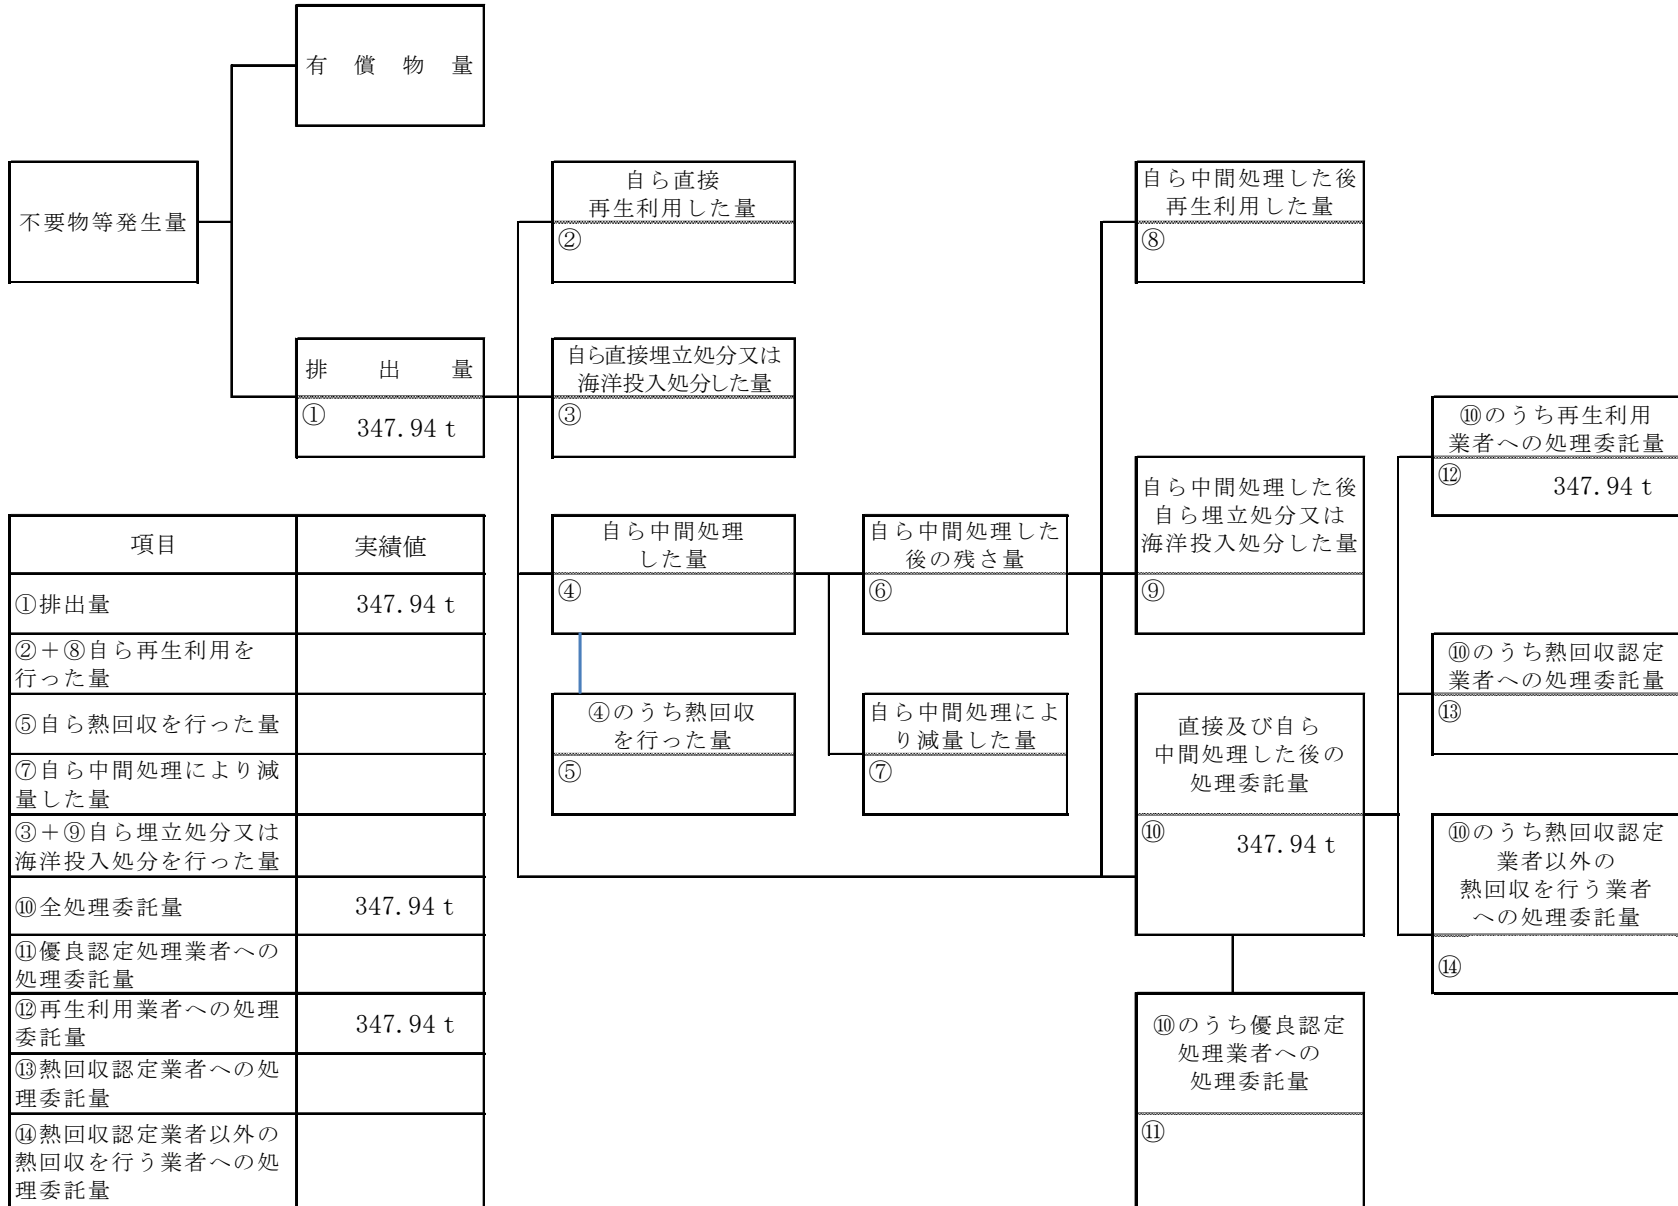 有償物量
不要物等発生量
自ら直接
再生利用した量
②
自ら中間処理した後
再生利用した量
⑧
排出量
① 347.94 t
自ら直接埋立処分又は
海洋投入処分した量
③
⑩のうち再生利用
業者への処理委託量
⑫ 347.94 t
自ら中間処理した後
自ら埋立処分又は
海洋投入処分した量
⑨
自ら中間処理
した量
④
自ら中間処理した
後の残さ量
⑥
⑩のうち熱回収認定
業者への処理委託量
⑬
④のうち熱回収
を行った量
⑤
自ら中間処理によ
り減量した量
⑦
直接及び自ら
中間処理した後の
処理委託量
⑩ 347.94 t
⑩のうち熱回収認定
業者以外の
熱回収を行う業者
への処理委託量
⑭
⑩のうち優良認定
処理業者への
処理委託量
⑪
項目 実績値
①排出量 347.94 t
②+⑧自ら再生利用を
行った量
⑤自ら熱回収を行った量
⑦自ら中間処理により減
量した量
③+⑨自ら埋立処分又は
海洋投入処分を行った量
⑩全処理委託量 347.94 t
⑪優良認定処理業者への
処理委託量
⑫再生利用業者への処理
委託量 347.94 t
⑬熱回収認定業者への処
理委託量
⑭熱回収認定業者以外の
熱回収を行う業者への処
理委託量